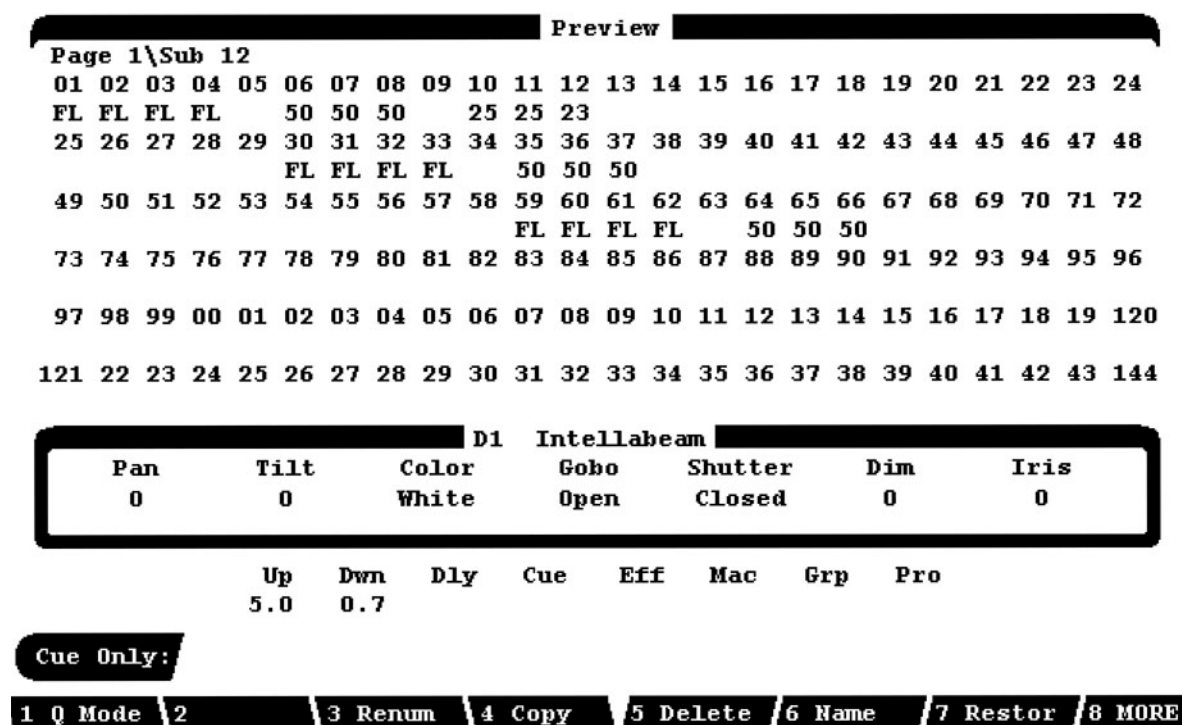 Preview
Page 1\Sub 12
01 02 03 04 05 06 07 08 09 10 11 12 13 14 15 16 17 18 19 20 21 22 23 24
FL FL FL FL 50 50 50 25 25 23
25 26 27 28 29 30 31 32 33 34 35 36 37 38 39 40 41 42 43 44 45 46 47 48
FL FL FL FL 50 50 50
49 50 51 52 53 54 55 56 57 58 59 60 61 62 63 64 65 66 67 68 69 70 71 72
FL FL FL FL 50 50 50
73 74 75 76 77 78 79 80 81 82 83 84 85 86 87 88 89 90 91 92 93 94 95 96
97 98 99 00 01 02 03 04 05 06 07 08 09 10 11 12 13 14 15 16 17 18 19 120
121 22 23 24 25 26 27 28 29 30 31 32 33 34 35 36 37 38 39 40 41 42 43 144
D1 Intellabeam
Pan Tilt Color Gobo Shutter Dim Iris
0 0 White Open Closed 0 0
Up Dwn Dly Cue Eff Mac Grp Pro
5.0 0.7
Cue Only:
1 Q Mode 2 3 Renum 4 Copy 5 Delete 6 Name 7 Restor 8 MORE